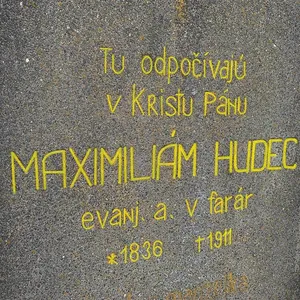 Tu odpočívajú
v Kristu Pánu
MAXIMILIÁM HUDEC
evanj. a. v farár
*1836 †1911